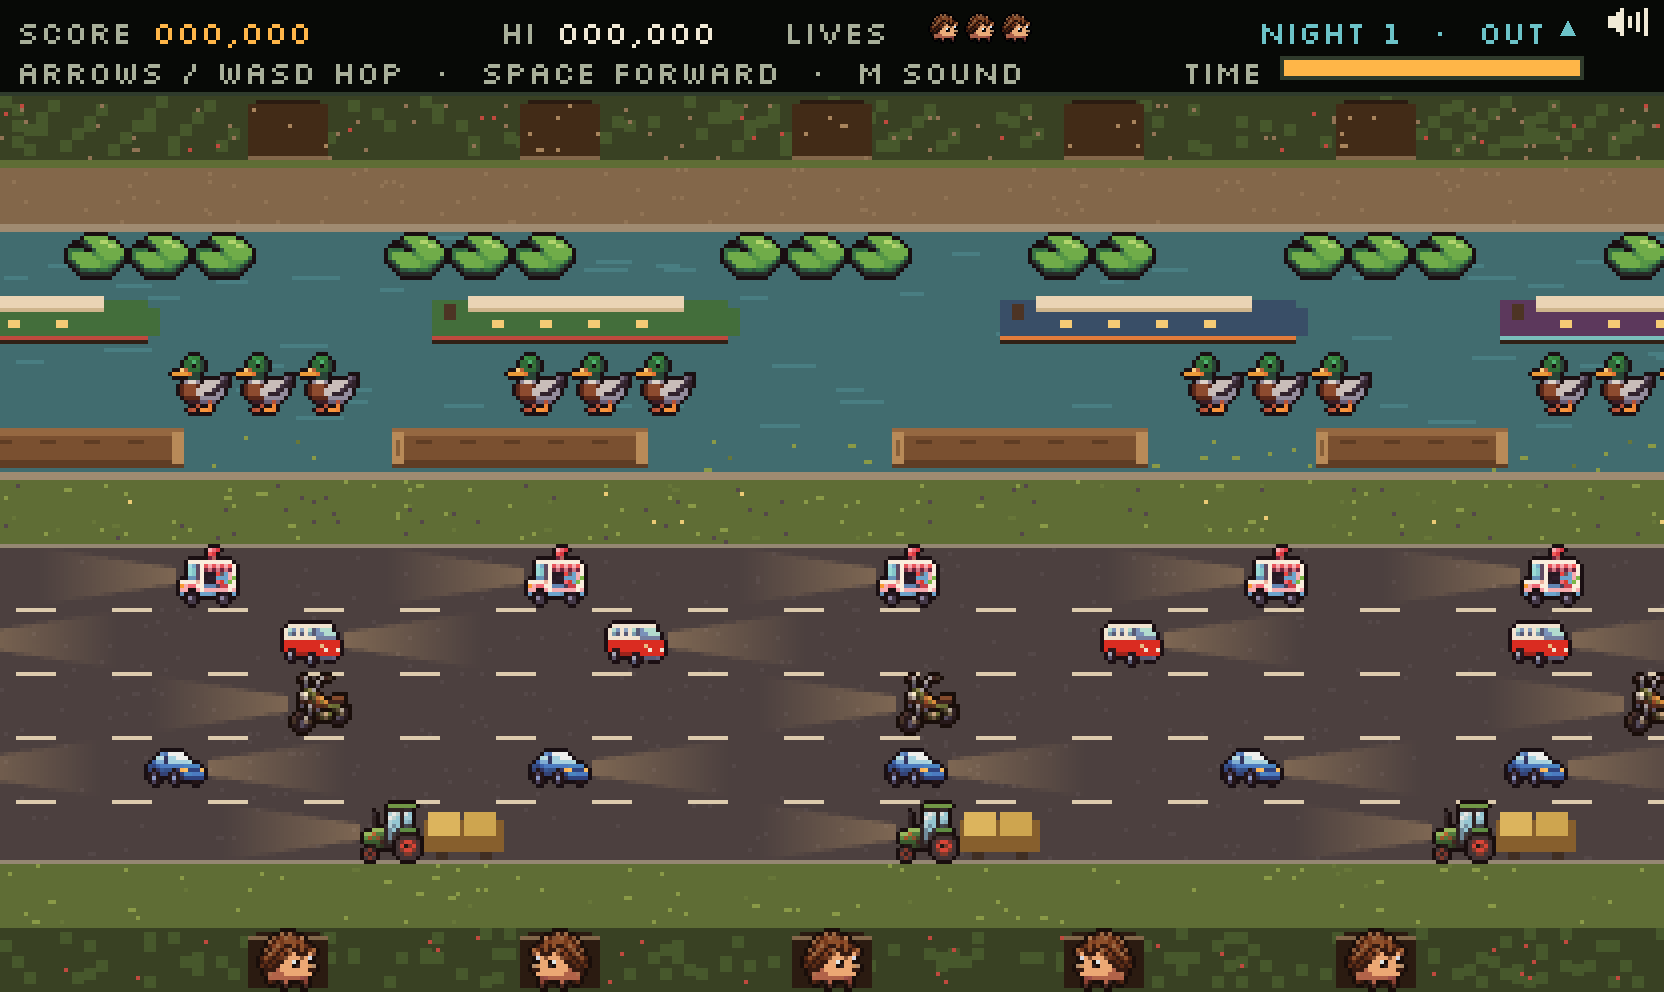 SCORE 000,000 HI 000,000 LIVES NIGHT 1 · OUT ▲
ARROWS / WASD HOP · SPACE FORWARD · M SOUND TIME